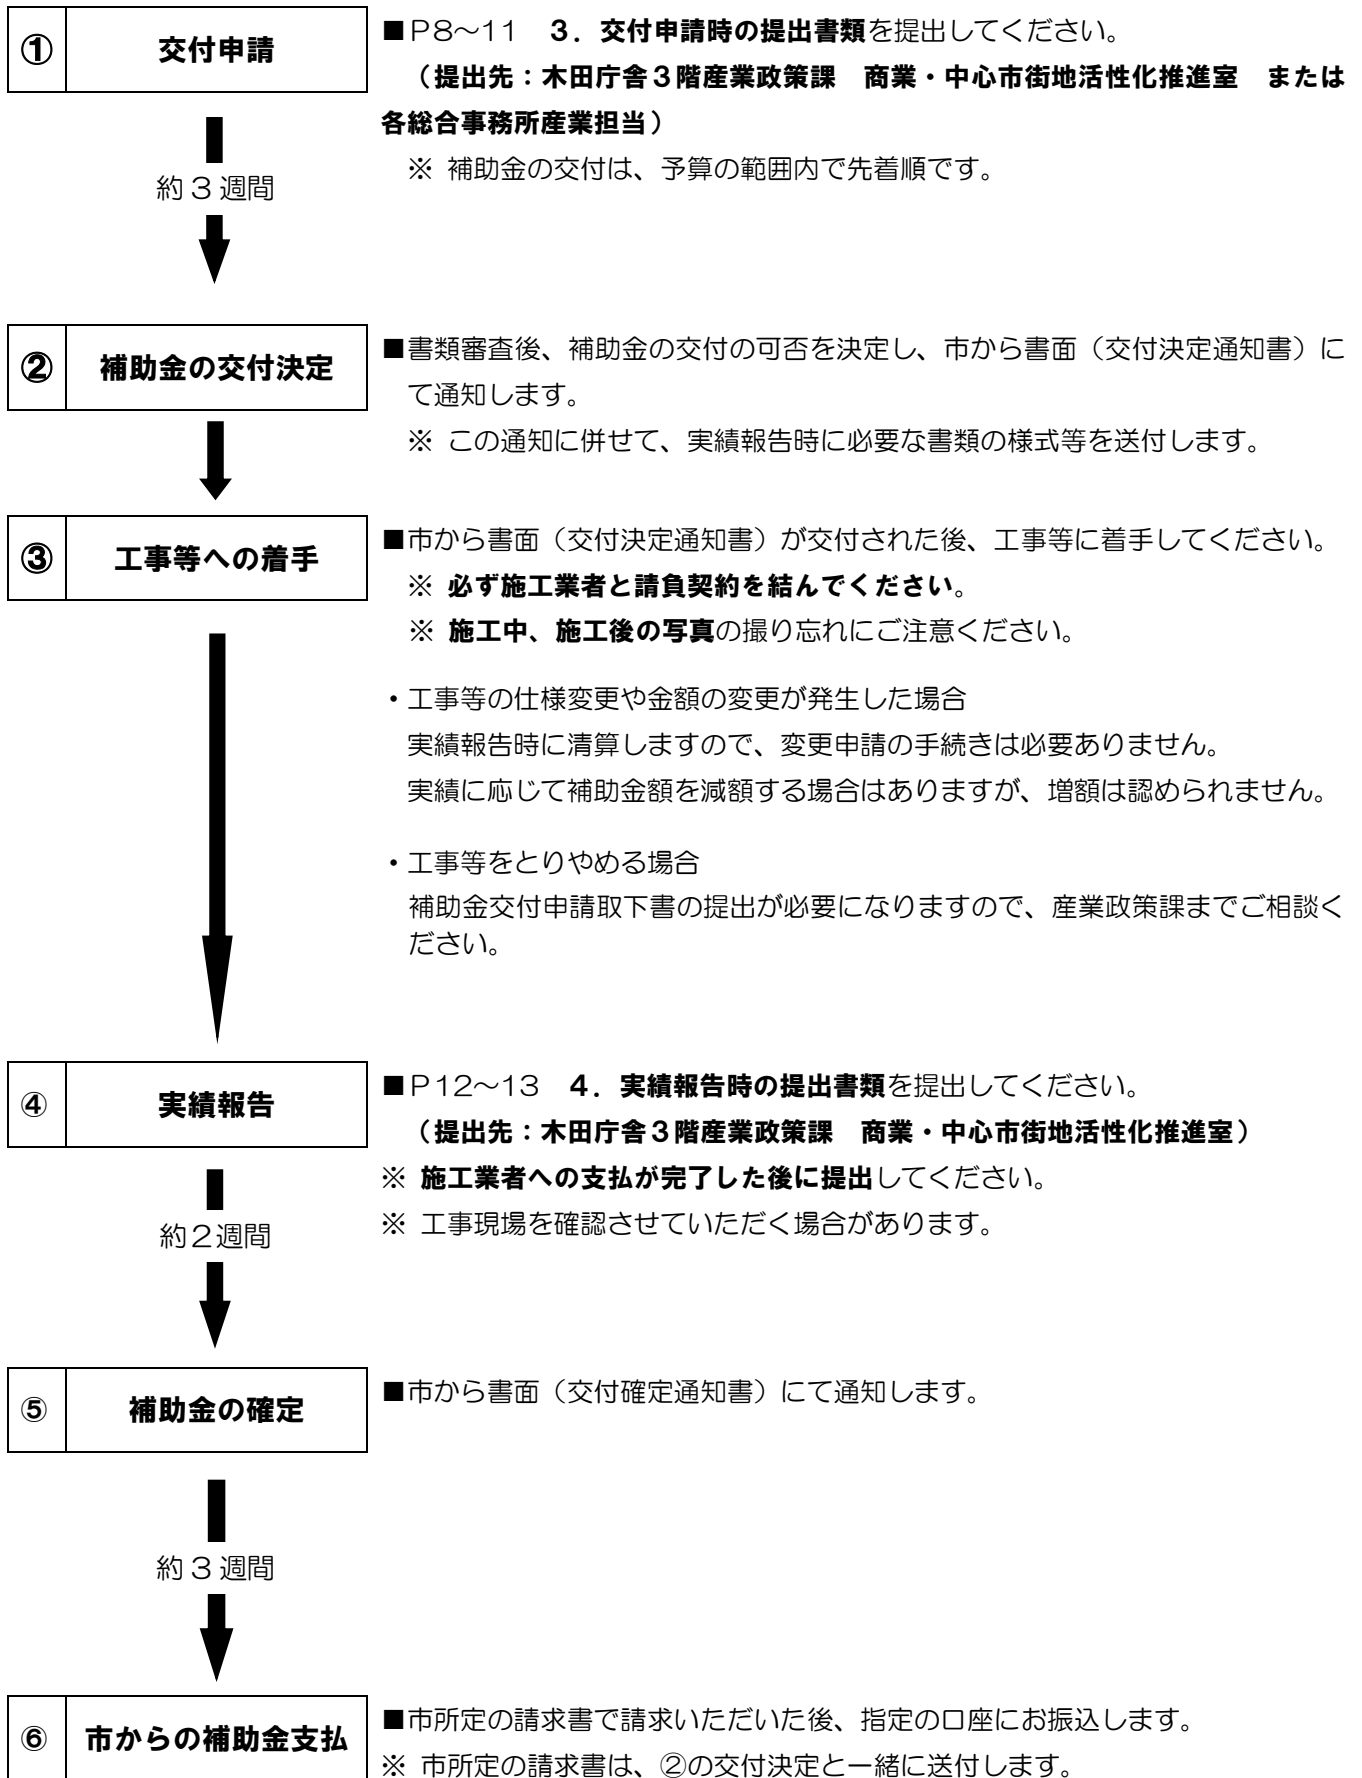 ① 交付申請
■Ｐ8～11　３．交付申請時の提出書類を提出してください。
（提出先：木田庁舎３階産業政策課　商業・中心市街地活性化推進室　または
各総合事務所産業担当）
※ 補助金の交付は、予算の範囲内で先着順です。
約３週間
② 補助金の交付決定
■書類審査後、補助金の交付の可否を決定し、市から書面（交付決定通知書）に
て通知します。
※ この通知に併せて、実績報告時に必要な書類の様式等を送付します。
③ 工事等への着手
■市から書面（交付決定通知書）が交付された後、工事等に着手してください。
※ 必ず施工業者と請負契約を結んでください。
※ 施工中、施工後の写真の撮り忘れにご注意ください。
・工事等の仕様変更や金額の変更が発生した場合
実績報告時に清算しますので、変更申請の手続きは必要ありません。
実績に応じて補助金額を減額する場合はありますが、増額は認められません。
・工事等をとりやめる場合
補助金交付申請取下書の提出が必要になりますので、産業政策課までご相談く
ださい。
④ 実績報告
■Ｐ12～13　４．実績報告時の提出書類を提出してください。
（提出先：木田庁舎３階産業政策課　商業・中心市街地活性化推進室）
※ 施工業者への支払が完了した後に提出してください。
※ 工事現場を確認させていただく場合があります。
約２週間
⑤ 補助金の確定
■市から書面（交付確定通知書）にて通知します。
約３週間
⑥ 市からの補助金支払
■市所定の請求書で請求いただいた後、指定の口座にお振込します。
※ 市所定の請求書は、②の交付決定と一緒に送付します。